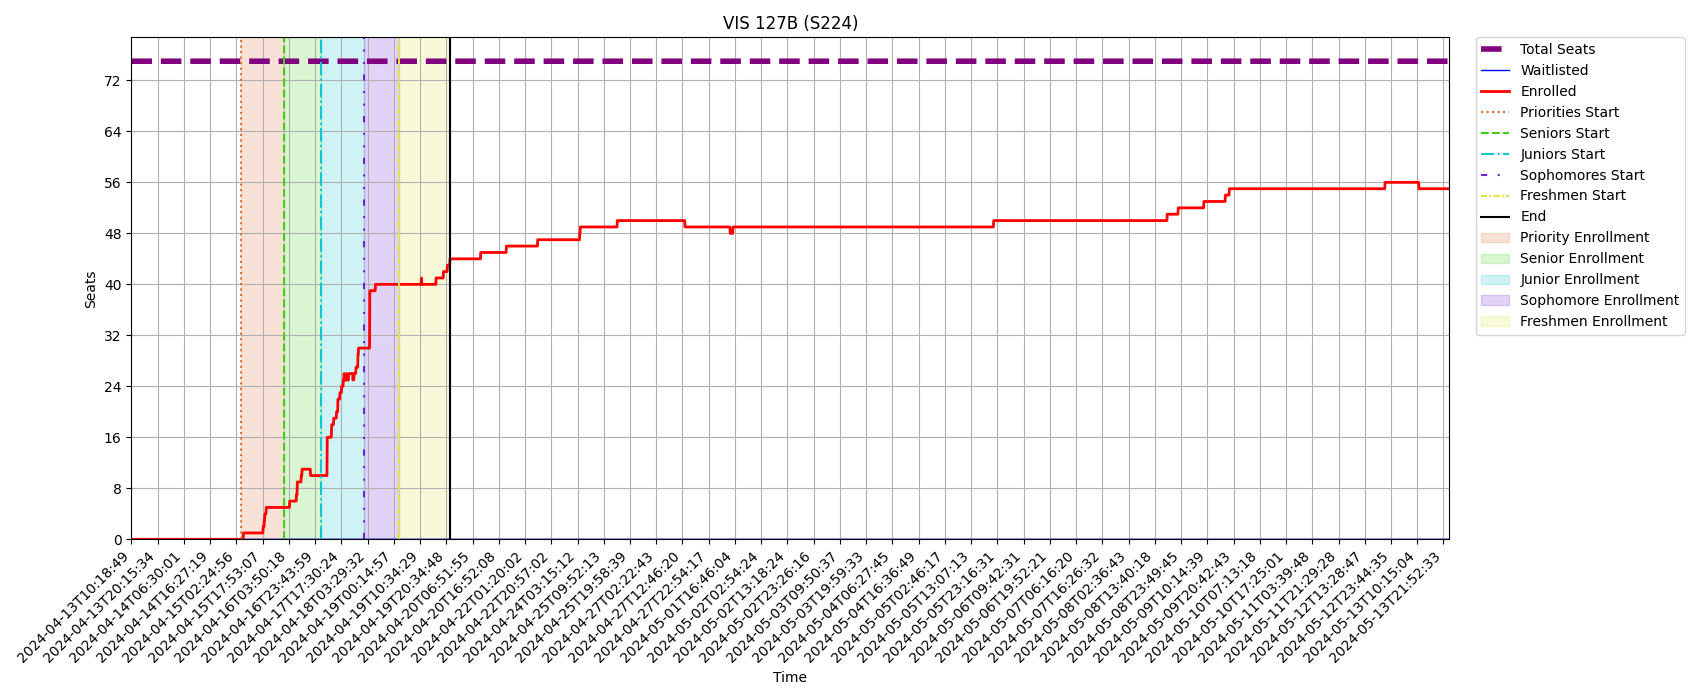 VIS 127B (S224)
Total Seats
Waitlisted
Enrolled
Priorities Start
Seniors Start
Juniors Start
Sophomores Start
Freshmen Start
End
Priority Enrollment
Senior Enrollment
Junior Enrollment
Sophomore Enrollment
Freshmen Enrollment
Seats
72
64
56
48
40
32
24
16
8
0
2024-04-13T10:18:49
2024-04-13T20:15:34
2024-04-14T06:30:01
2024-04-14T16:27:19
2024-04-15T02:24:56
2024-04-15T17:53:07
2024-04-16T03:50:18
2024-04-16T23:43:59
2024-04-17T17:30:24
2024-04-18T03:29:32
2024-04-19T00:14:57
2024-04-19T10:34:29
2024-04-19T20:34:48
2024-04-20T06:51:55
2024-04-20T16:52:08
2024-04-22T01:20:02
2024-04-22T20:57:02
2024-04-24T03:15:12
2024-04-25T09:52:13
2024-04-25T19:58:39
2024-04-27T02:22:43
2024-04-27T12:46:20
2024-04-27T22:54:17
2024-05-01T16:46:04
2024-05-02T02:54:24
2024-05-02T13:18:24
2024-05-02T23:26:16
2024-05-03T09:50:37
2024-05-03T19:59:33
2024-05-04T06:27:45
2024-05-04T16:36:49
2024-05-05T02:46:17
2024-05-05T13:07:13
2024-05-05T23:16:31
2024-05-06T09:42:31
2024-05-06T19:52:21
2024-05-07T06:16:20
2024-05-07T16:26:32
2024-05-08T02:36:43
2024-05-08T13:40:18
2024-05-08T23:49:45
2024-05-09T10:14:39
2024-05-09T20:42:43
2024-05-10T07:13:18
2024-05-10T17:25:01
2024-05-11T03:39:48
2024-05-11T21:29:28
2024-05-12T13:28:47
2024-05-12T23:44:35
2024-05-13T10:15:04
2024-05-13T21:52:33
Time